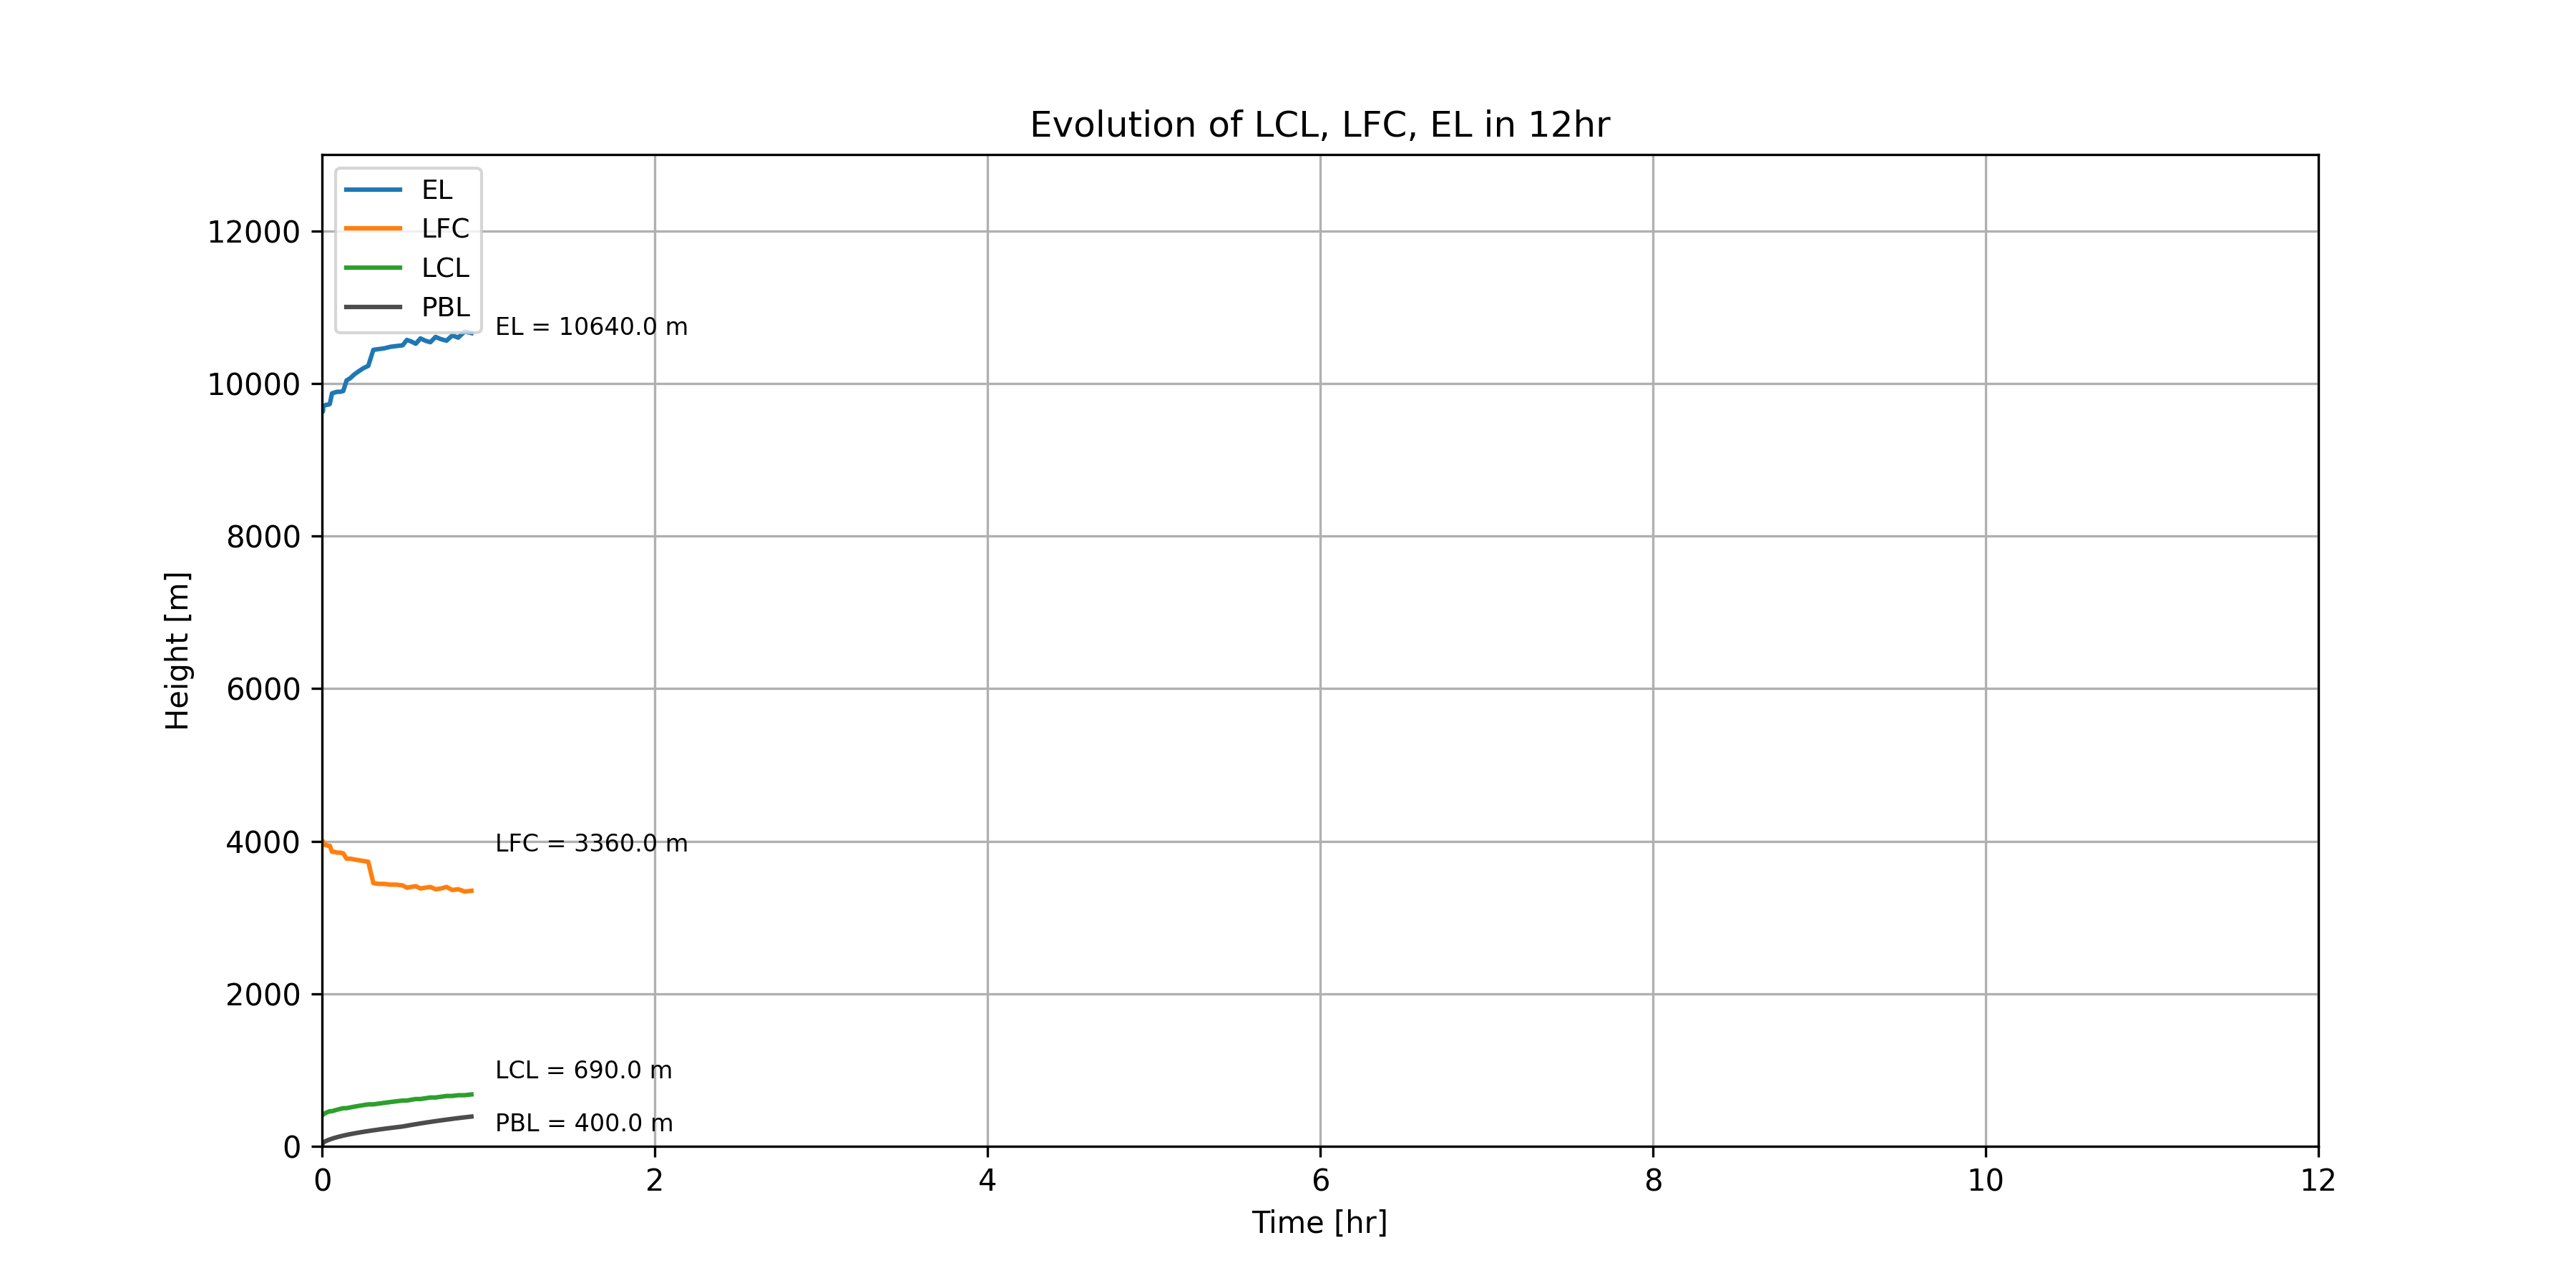 Evolution of LCL, LFC, EL in 12hr
EL
LFC
LCL
PBL
12000
10000
8000
6000
4000
2000
0
Height [m]
EL = 10640.0 m
LFC = 3360.0 m
LCL = 690.0 m
PBL = 400.0 m
0 2 4 6 8 10 12
Time [hr]